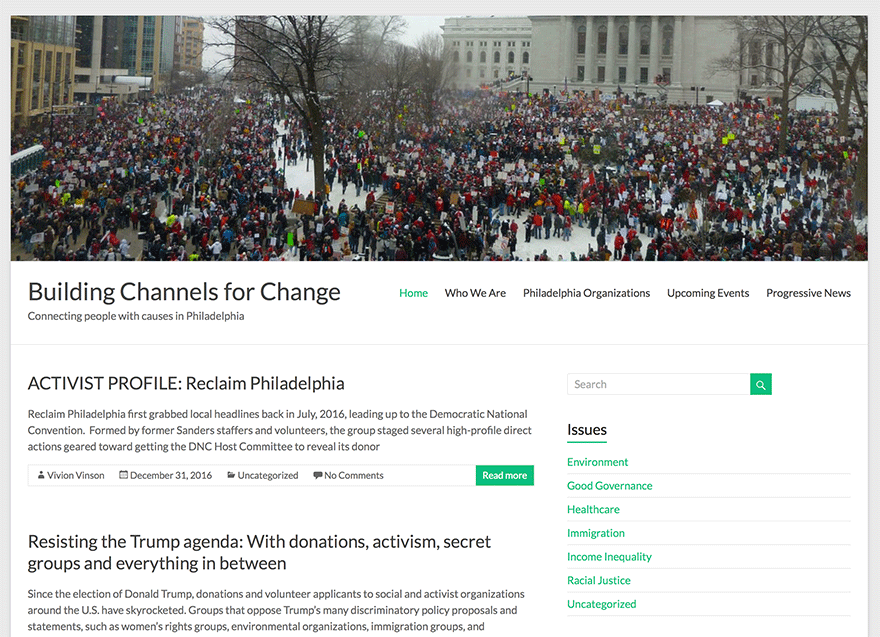 Building Channels for Change
Connecting people with causes in Philadelphia
Home Who We Are Philadelphia Organizations Upcoming Events Progressive News
ACTIVIST PROFILE: Reclaim Philadelphia
Reclaim Philadelphia first grabbed local headlines back in July, 2016, leading up to the Democratic National
Convention. Formed by former Sanders staffers and volunteers, the group staged several high-profile direct
actions geared toward getting the DNC Host Committee to reveal its donor
Vivion Vinson December 31, 2016 Uncategorized No Comments Read more
Resisting the Trump agenda: With donations, activism, secret
groups and everything in between
Since the election of Donald Trump, donations and volunteer applicants to social and activist organizations
around the U.S. have skyrocketed. Groups that oppose Trump's many discriminatory policy proposals and
statements, such as women's rights groups, environmental organizations, immigration groups, and
Search
Issues
Environment
Good Governance
Healthcare
Immigration
Income Inequality
Racial Justice
Uncategorized